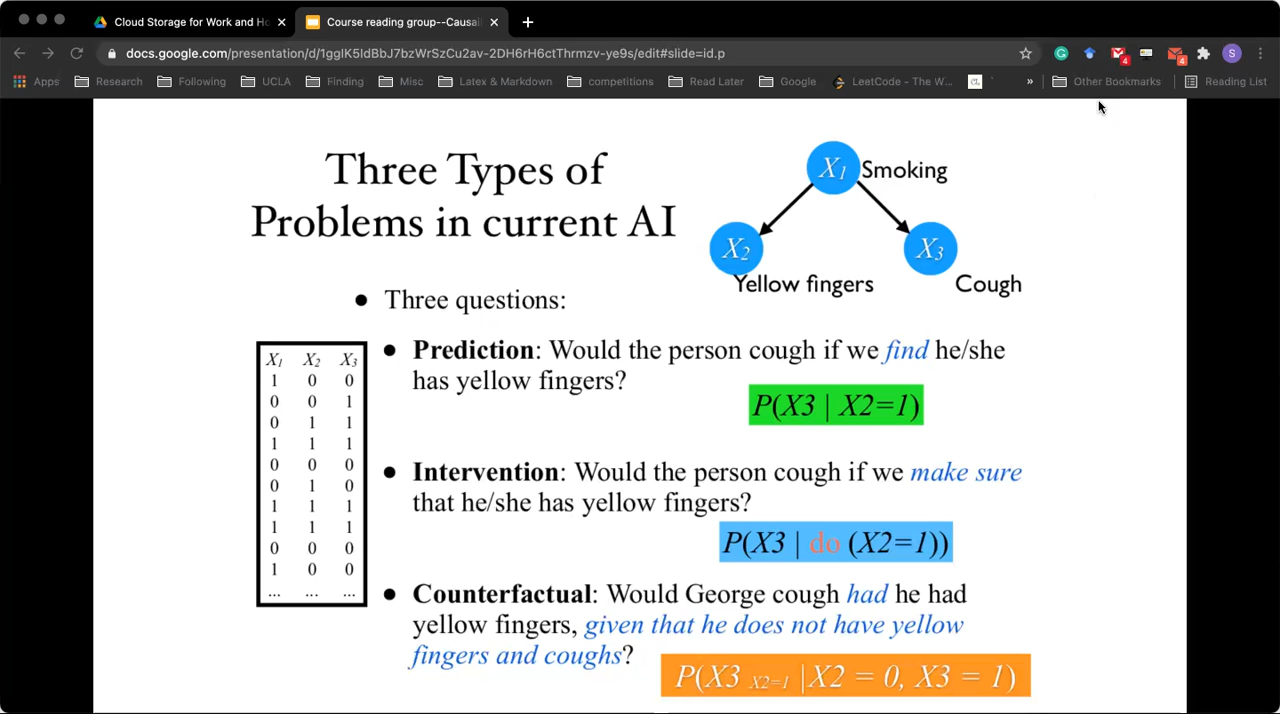 Cloud Storage for Work and Ho
Course reading group--Causail
docs.google.com/presentation/d/1ggIK5IdBbJ7bzWrSzCu2av-2DH6rH6ctThrmzv-ye9s/edit#slide=id.p
4
4
S
Apps Research Following UCLA Finding Misc Latex & Markdown competitions Read Later Google LeetCode - The W... » Other Bookmarks Reading List
Three Types of
Problems in current AI
X1 Smoking
X2 X3
Yellow fingers Cough
• Three questions:
X1 X2 X3
1 0 0
0 0 1
0 1 1
1 1 1
0 0 0
0 1 0
1 1 1
1 1 1
0 0 0
1 0 0
... ... ...
• Prediction: Would the person cough if we find he/she
has yellow fingers?
P(X3 | X2=1)
• Intervention: Would the person cough if we make sure
that he/she has yellow fingers?
P(X3 | do (X2=1))
• Counterfactual: Would George cough had he had
yellow fingers, given that he does not have yellow
fingers and coughs?
P(X3 X2=1 |X2 = 0, X3 = 1)